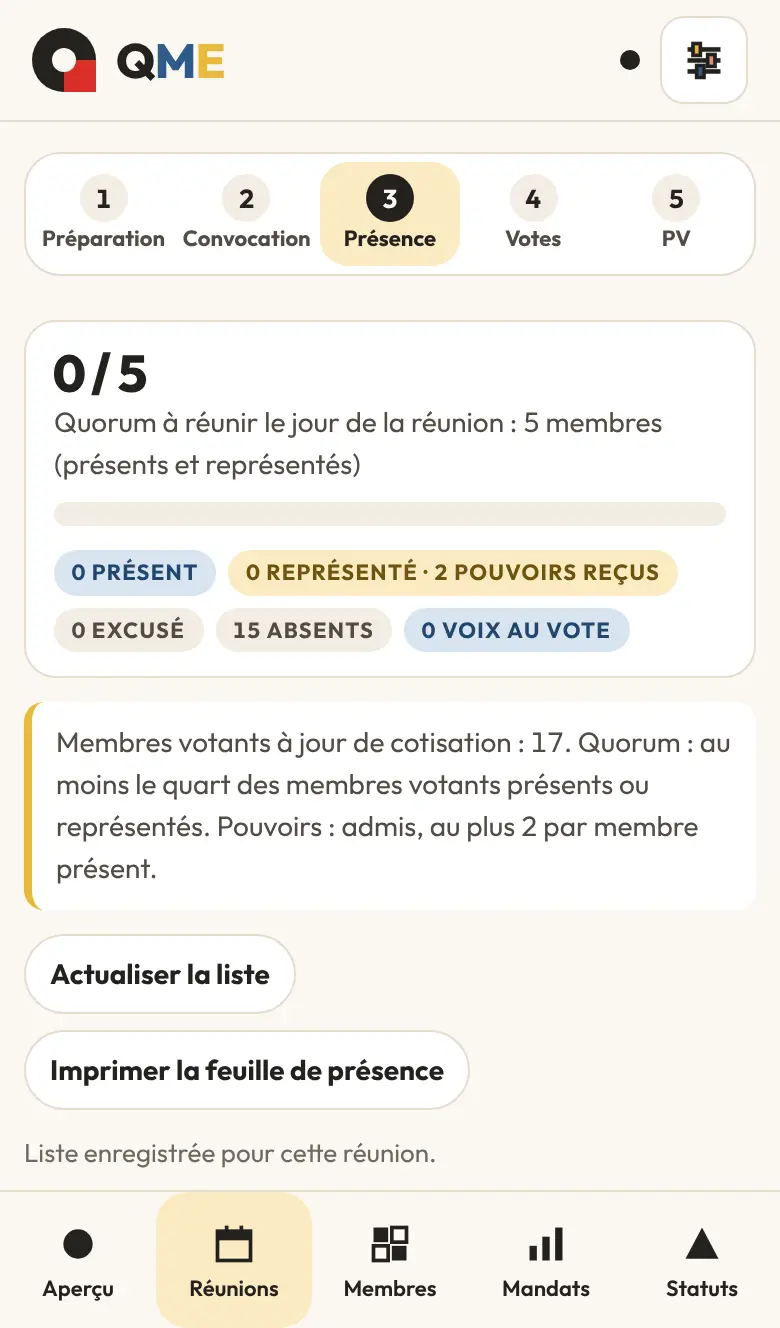 QME
1
2
3
4
5
Préparation
Convocation
Présence
Votes
PV
0/5
Quorum à réunir le jour de la réunion : 5 membres
(présents et représentés)
0 PRÉSENT
0 REPRÉSENTÉ · 2 POUVOIRS REÇUS
0 EXCUSÉ
15 ABSENTS
0 VOIX AU VOTE
Membres votants à jour de cotisation : 17. Quorum : au
moins le quart des membres votants présents ou
représentés. Pouvoirs : admis, au plus 2 par membre
présent.
Actualiser la liste
Imprimer la feuille de présence
Liste enregistrée pour cette réunion.
Aperçu
Réunions
Membres
Mandats
Statuts